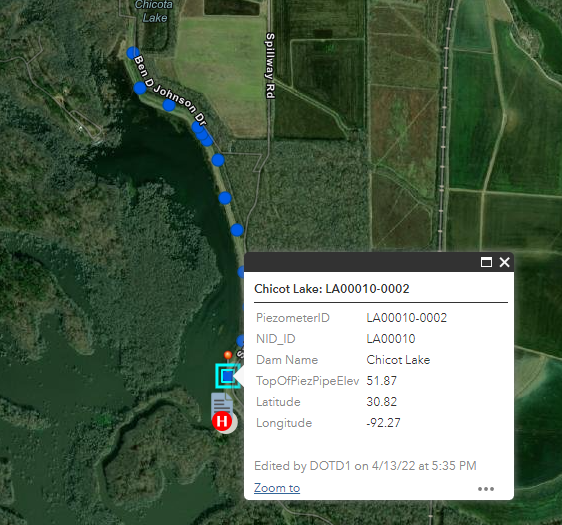 Chicota
Lake
Ben D Johnson Dr
Spillway Rd
Chicot Lake: LA00010-0002
PiezometerID LA00010-0002
NID_ID LA00010
Dam Name Chicot Lake
TopOfPiezPipeElev 51.87
Latitude 30.82
Longitude -92.27
Edited by DOTD1 on 4/13/22 at 5:35 PM
Zoom to
H